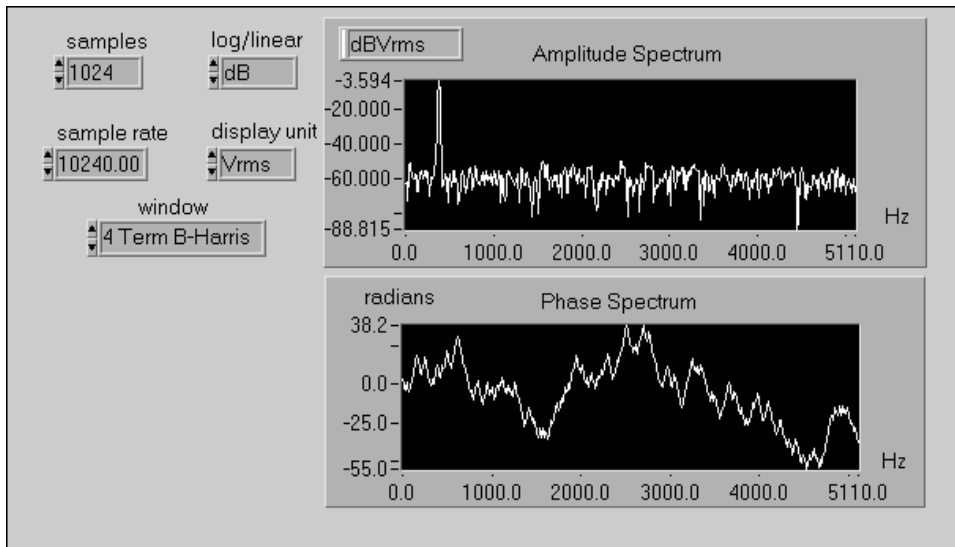 samples
1024
log/linear
dB
sample rate
10240.00
display unit
Vrms
window
4 Term B-Harris
dBVrms
Amplitude Spectrum
-3.594
-20.000
-40.000
-60.000
-88.815
0.0 1000.0 2000.0 3000.0 4000.0 5110.0
Hz
radians
Phase Spectrum
38.2
0.0
-25.0
-55.0
0.0 1000.0 2000.0 3000.0 4000.0 5110.0
Hz